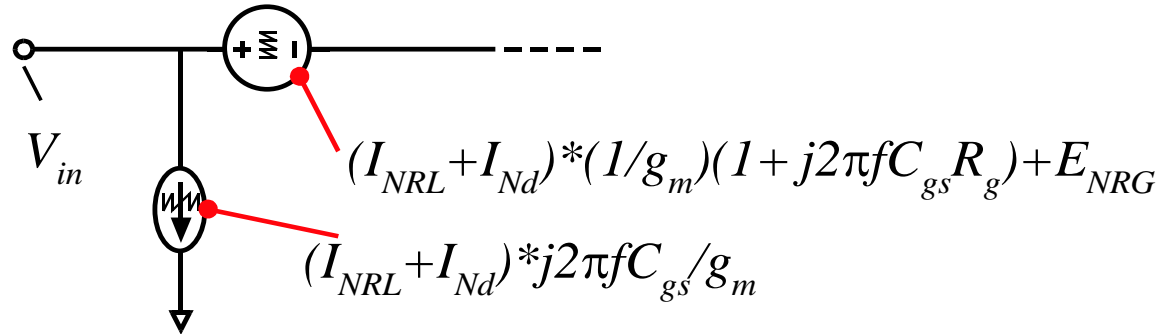 + -
V_in
(I_NRL+I_Nd)*(1/g_m)(1+j2πfC_gsR_g)+E_NRG
(I_NRL+I_Nd)*j2πfC_gs/g_m